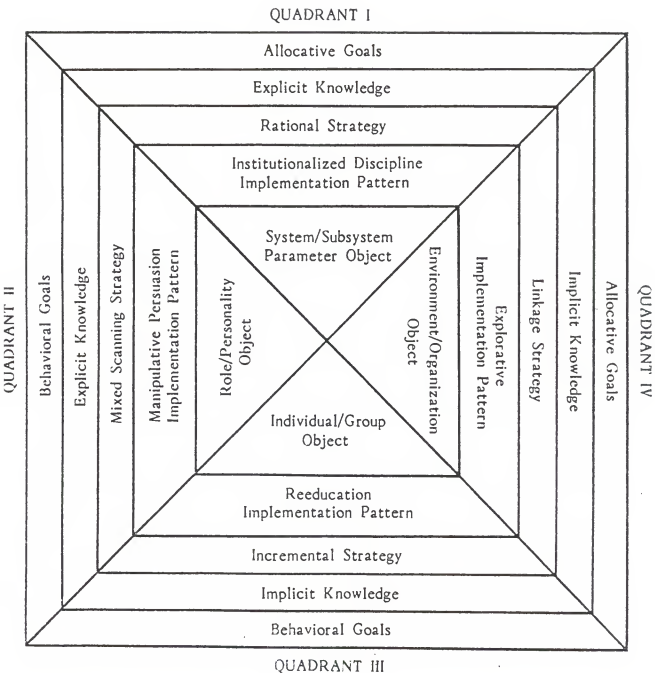 QUADRANT I
Allocative Goals
Explicit Knowledge
Rational Strategy
Institutionalized Discipline
Implementation Pattern
System/Subsystem
Parameter Object
QUADRANT II
Behavioral Goals
Explicit Knowledge
Mixed Scanning Strategy
Manipulative Persuasion
Implementation Pattern
Role/Personality
Object
Environment/Organization
Object
Explorative
Implementation Pattern
Linkage Strategy
Implicit Knowledge
Allocative Goals
QUADRANT IV
Individual/Group
Object
Reeducation
Implementation Pattern
Incremental Strategy
Implicit Knowledge
Behavioral Goals
QUADRANT III